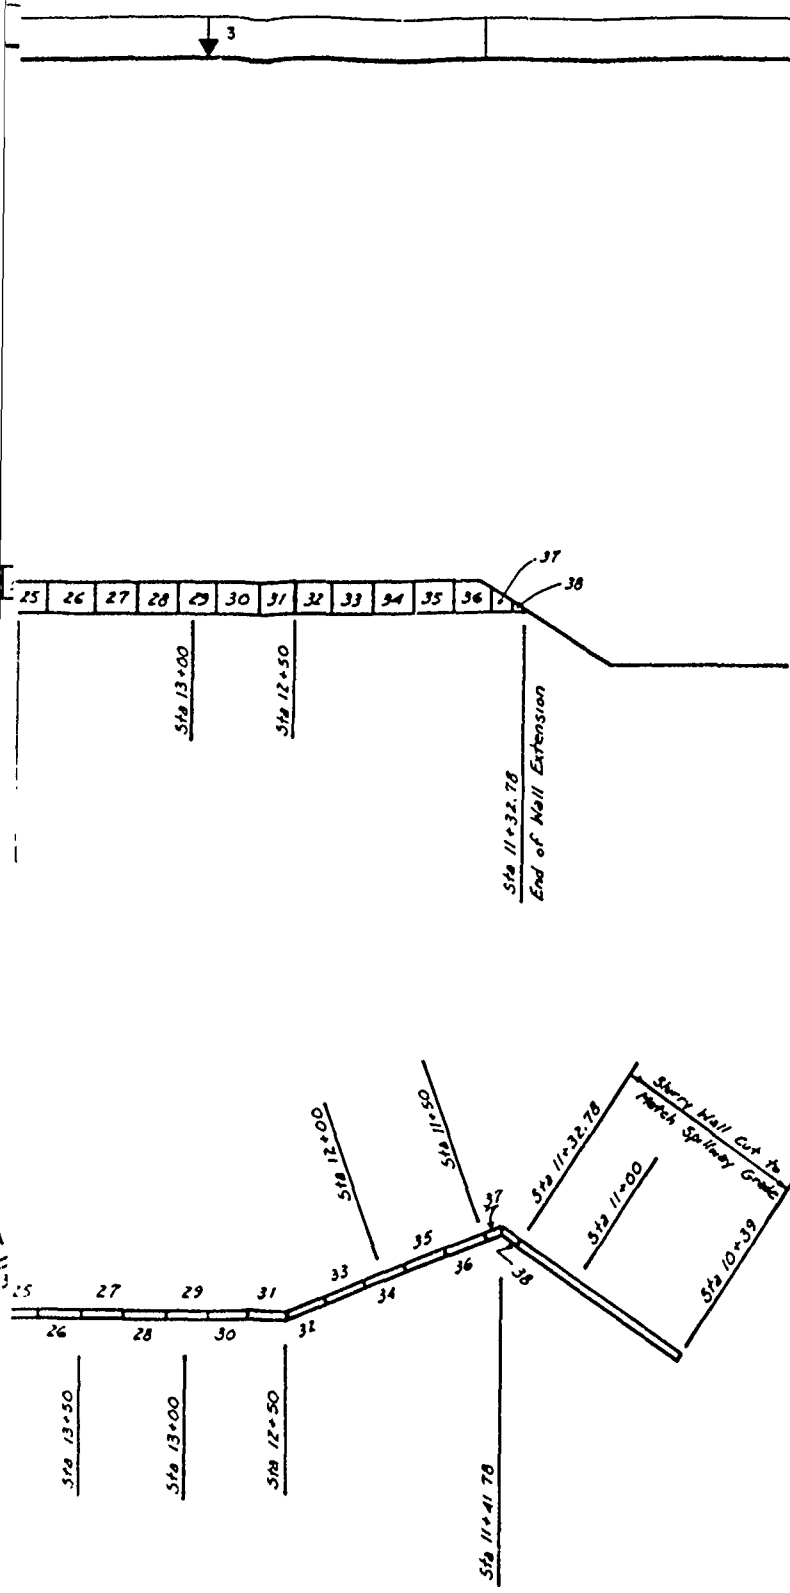 3
37
38
25 26 27 28 29 30 31 32 33 34 35 36
Sta 13+00
Sta 12+50
Sta 11+32.78
End of Wall Extension
Sta 12+00
Sta 11+50
Sta 11+32.78
Slurry Wall Cut to
Match Spillway Grade
Sta 11+00
Sta 10+39
37
35
36
38
33
34
25 27 29 31
26 28 30 32
Sta 13+50
Sta 13+00
Sta 12+50
Sta 11+41.78